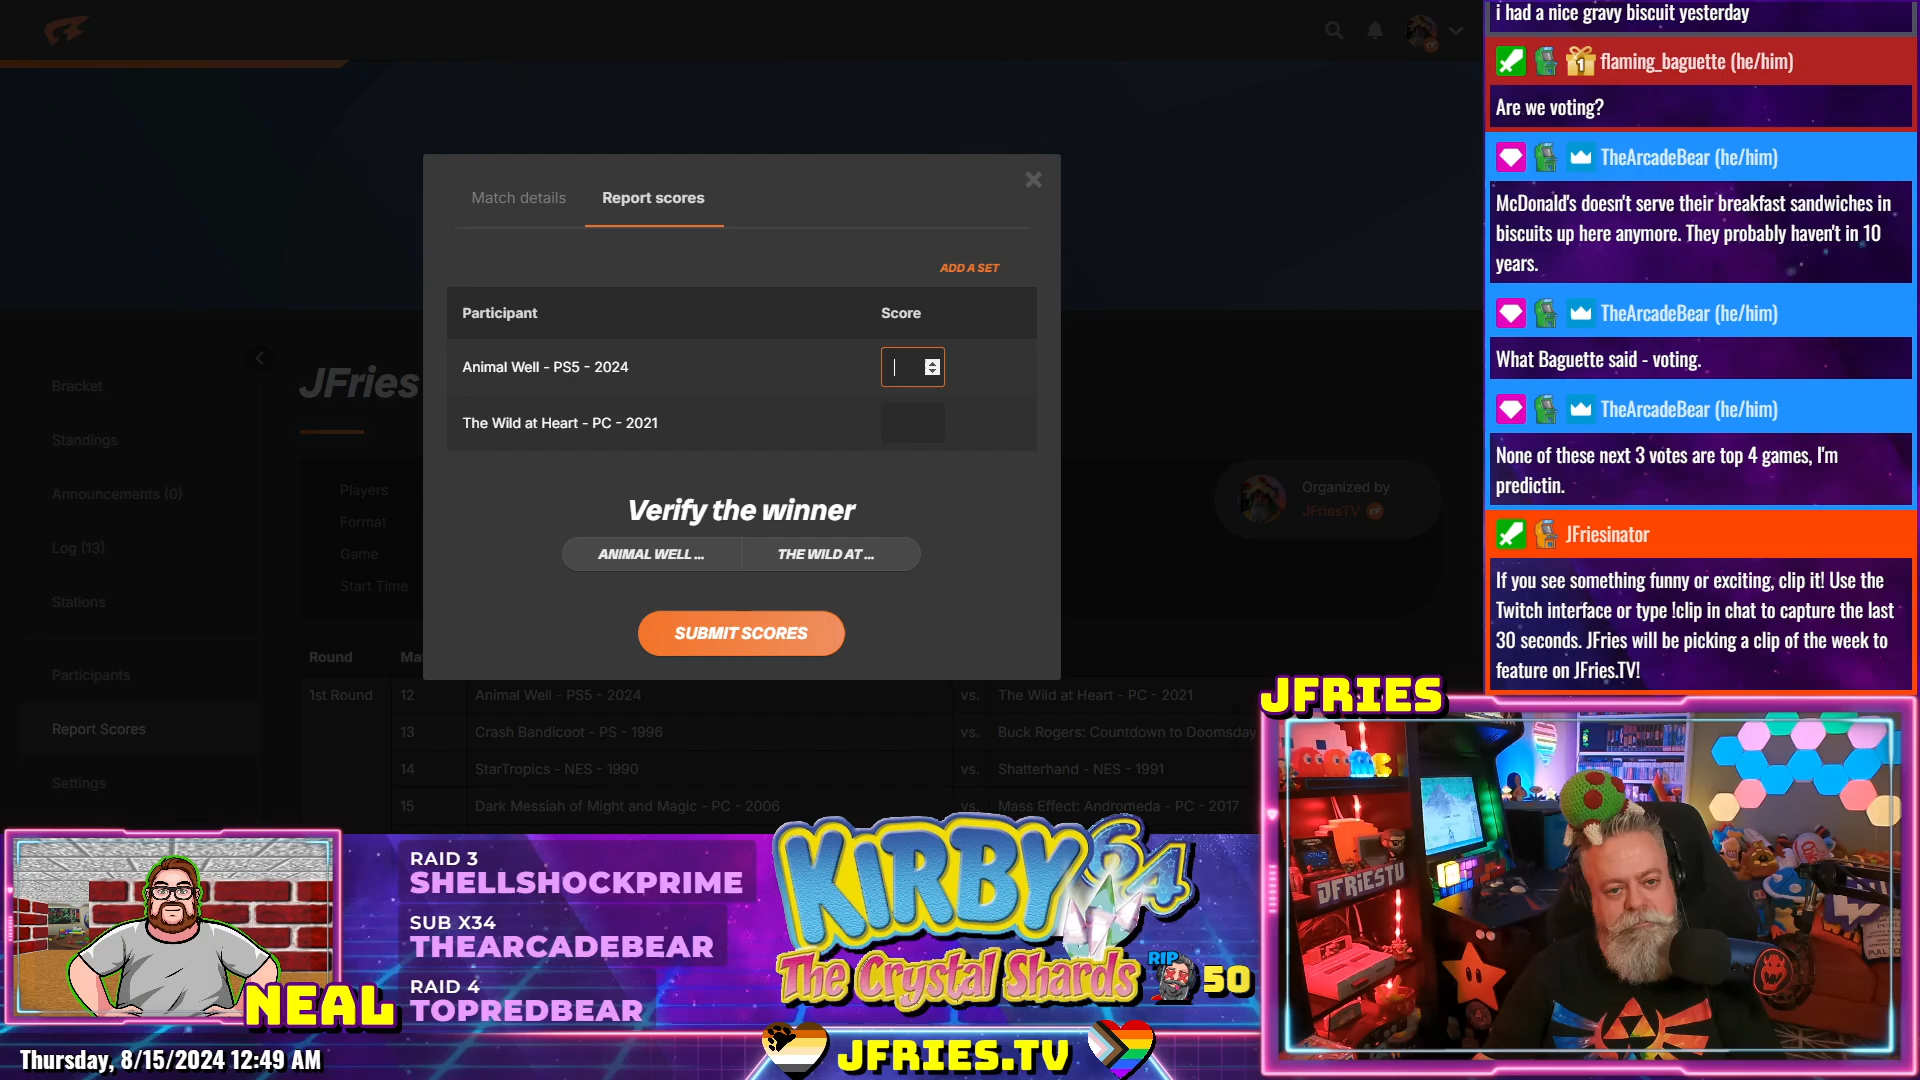 Match details
Report scores
ADD A SET
Participant
Score
Animal Well - PS5 - 2024
The Wild at Heart - PC - 2021
Verify the winner
ANIMAL WELL ...
THE WILD AT ...
SUBMIT SCORES
Bracket
Standings
Announcements (0)
Log (13)
Stations
Participants
Report Scores
Settings
JFries
Players
Format
Game
Start Time
Organized by
JFriesTV
Round
Ma
1st Round
12 Animal Well - PS5 - 2024 vs. The Wild at Heart - PC - 2021
13 Crash Bandicoot - PS - 1996 vs. Buck Rogers: Countdown to Doomsday
14 StarTropics - NES - 1990 vs. Shatterhand - NES - 1991
15 Dark Messiah of Might and Magic - PC - 2006 vs. Mass Effect: Andromeda - PC - 2017
i had a nice gravy biscuit yesterday
1 flaming_baguette (he/him)
Are we voting?
TheArcadeBear (he/him)
McDonald's doesn't serve their breakfast sandwiches in
biscuits up here anymore. They probably haven't in 10
years.
TheArcadeBear (he/him)
What Baguette said - voting.
TheArcadeBear (he/him)
None of these next 3 votes are top 4 games, I'm
predictin.
JFriesinator
If you see something funny or exciting, clip it! Use the
Twitch interface or type !clip in chat to capture the last
30 seconds. JFries will be picking a clip of the week to
feature on JFries.TV!
JFRIES
JFRIESTV
NEAL
RAID 3
SHELLSHOCKPRIME
SUB X34
THEARCADEBEAR
RAID 4
TOPREDBEAR
KIRBY 64
The Crystal Shards
RIP
50
JFRIES.TV
Thursday, 8/15/2024 12:49 AM